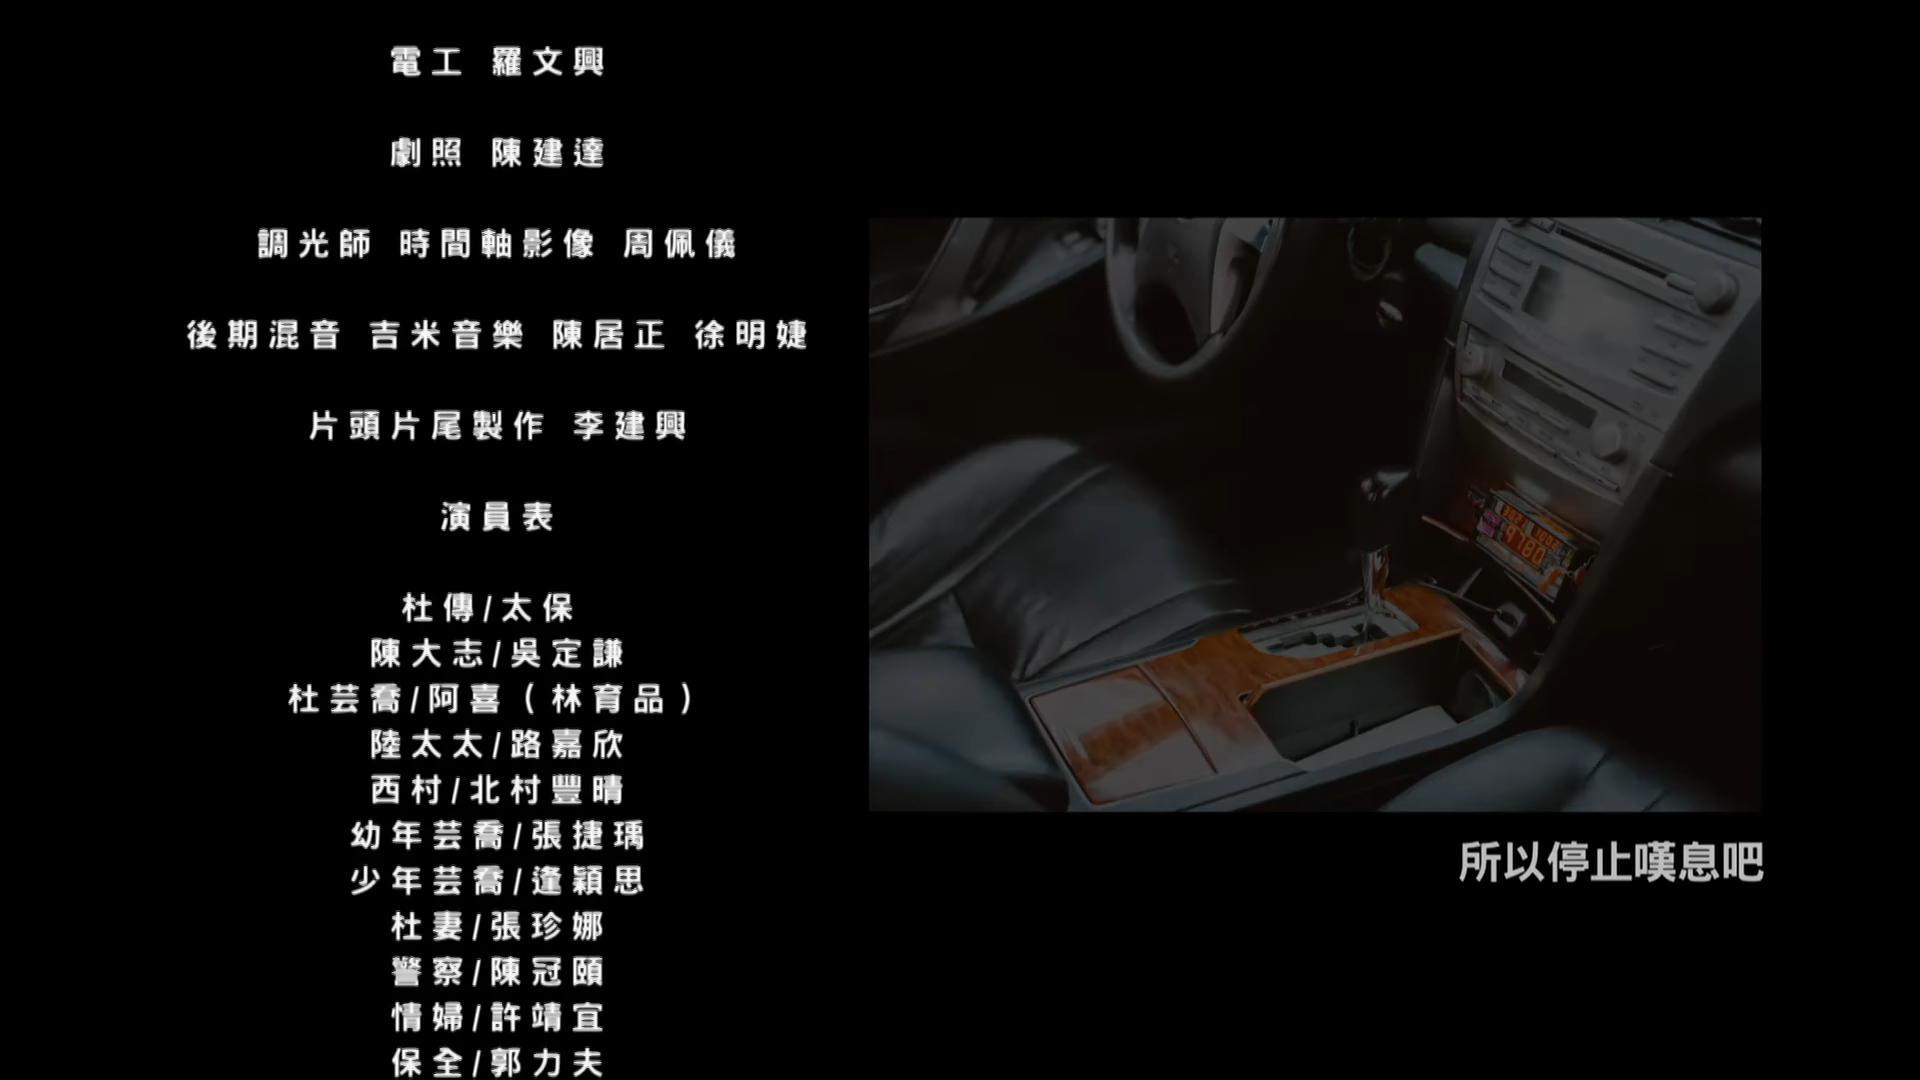 電工 羅文興
劇照 陳建達
調光師 時間軸影像 周佩儀
後期混音 吉米音樂 陳居正 徐明婕
片頭片尾製作 李建興
演員表
杜傳/太保
陳大志/吳定謙
杜芸喬/阿喜(林育品)
陸太太/路嘉欣
西村/北村豐晴
幼年芸喬/張捷瑀
少年芸喬/逄穎思
杜妻/張珍娜
警察/陳冠頤
情婦/許靖宜
保全/郭力夫
所以停止嘆息吧